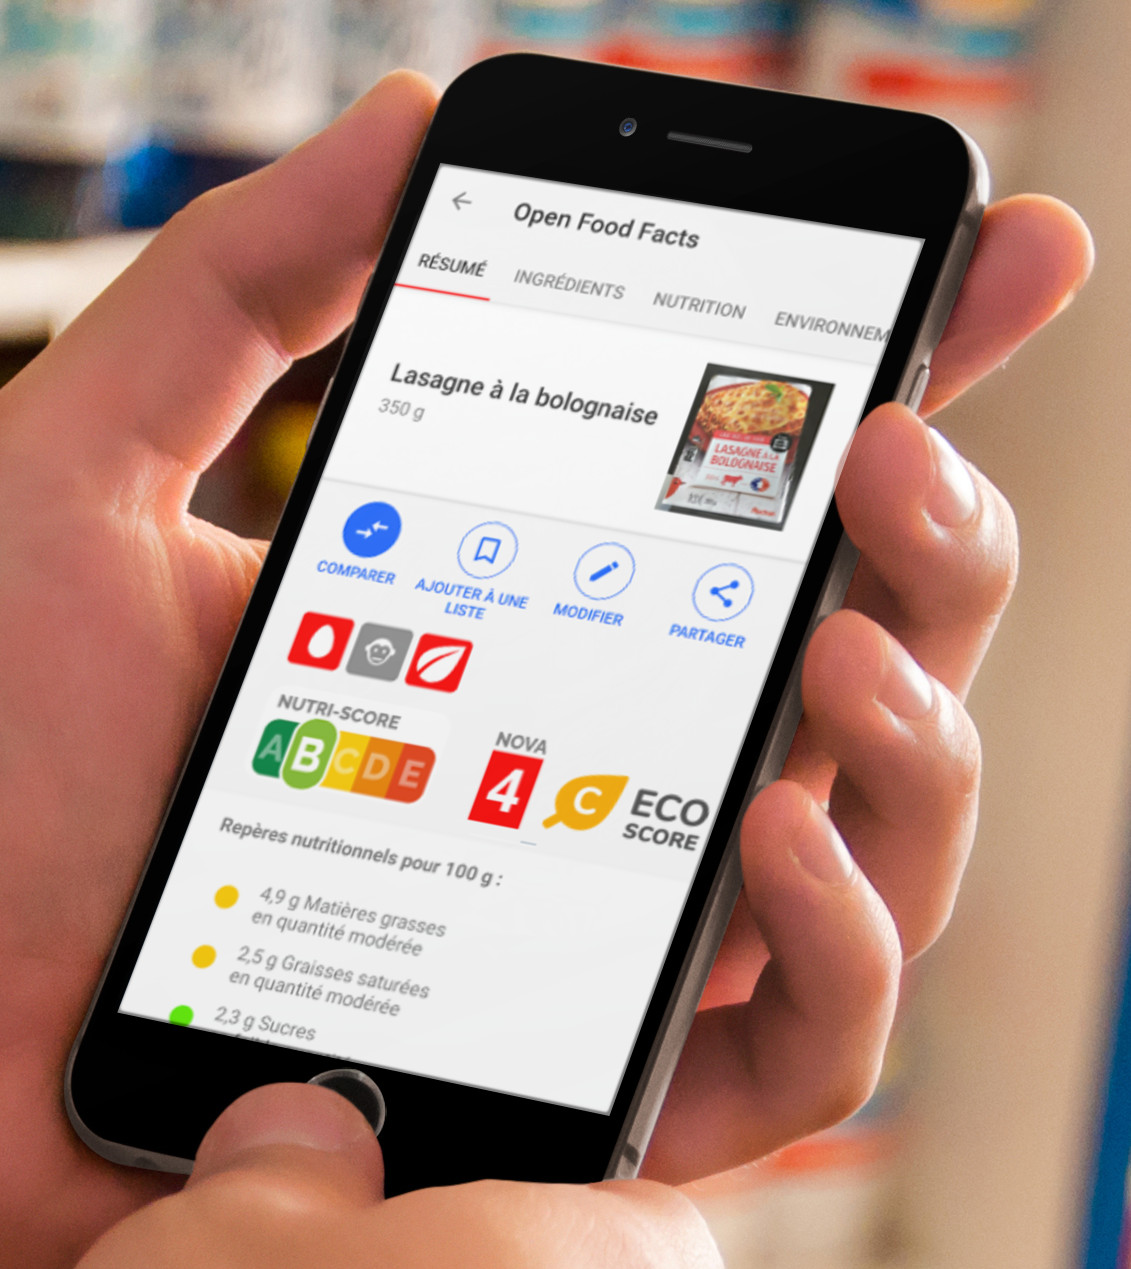 Open Food Facts
RÉSUMÉ INGRÉDIENTS NUTRITION ENVIRONNEM
Lasagne à la bolognaise
350 g
LASAGNE À LA
BOLOGNAISE
Auchan
COMPARER
AJOUTER À UNE
LISTE
MODIFIER
PARTAGER
NUTRI-SCORE
A B C D E
NOVA
4
C
ECO
SCORE
Repères nutritionnels pour 100 g :
4,9 g Matières grasses
en quantité modérée
2,5 g Graisses saturées
en quantité modérée
2,3 g Sucres